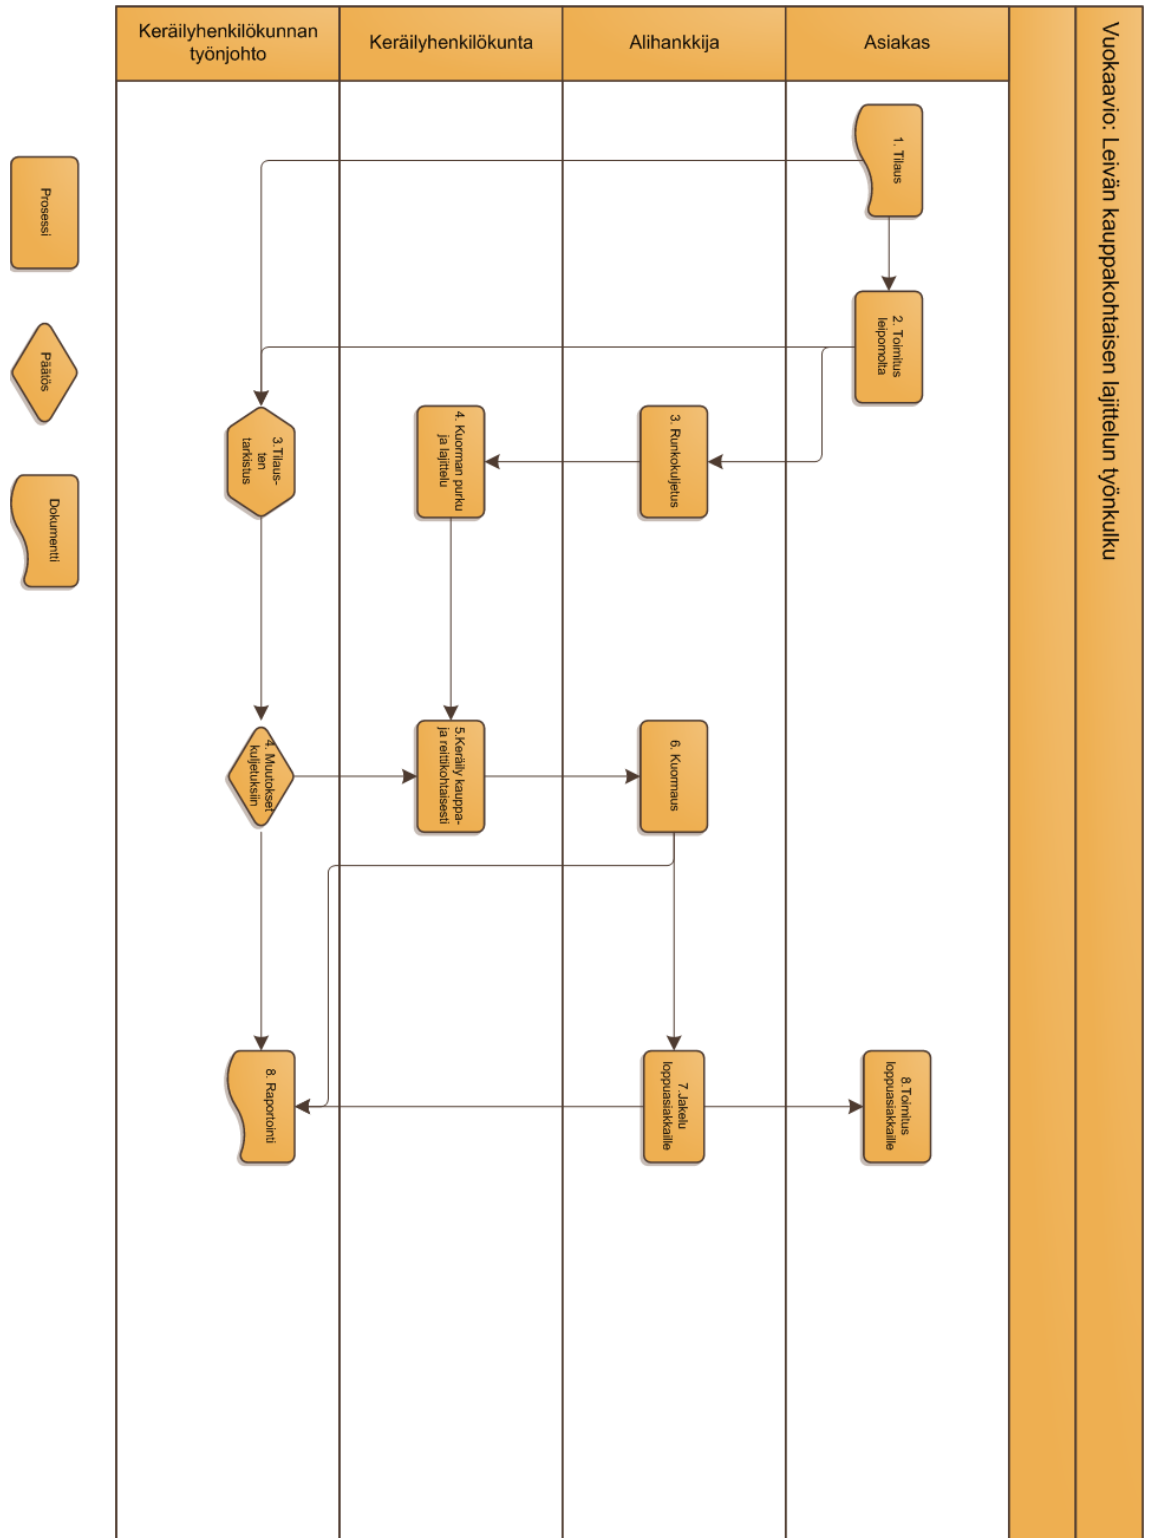 Vuokaavio: Leivän kauppakohtaisen lajittelun työnkulku
Asiakas
Alihankkija
Keräilyhenkilökunta
Keräilyhenkilökunnan
työnjohto
1. Tilaus
2. Toimitus
leipomolta
3. Runkokuljetus
4. Kuorman purku
ja lajittelu
3.Tilaus-
ten
tarkistus
4. Muutokset
kuljetuksiin
5.Keräily kauppa-
ja reittikohtaisesti
6. Kuormaus
7.Jakelu
loppuasiakkaille
8.Toimitus
loppuasiakkaille
8. Raportointi
Prosessi
Päätös
Dokumentti